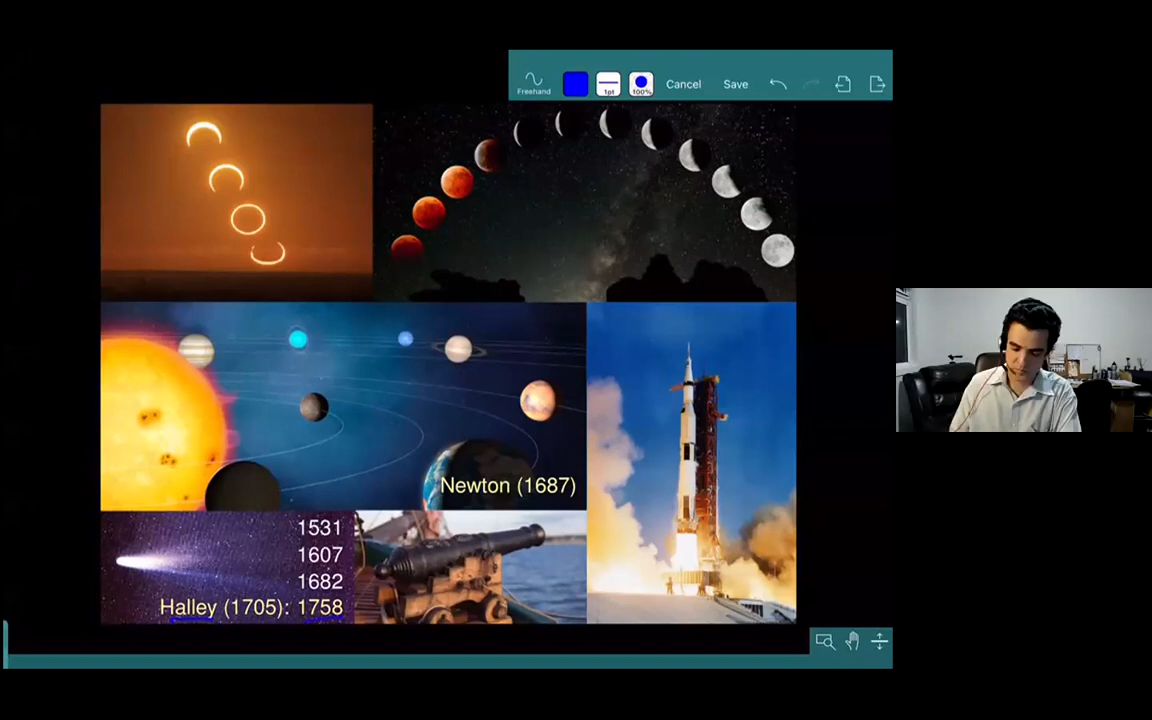 Freehand
1pt
100%
Cancel
Save
Newton (1687)
1531
1607
1682
Halley (1705): 1758